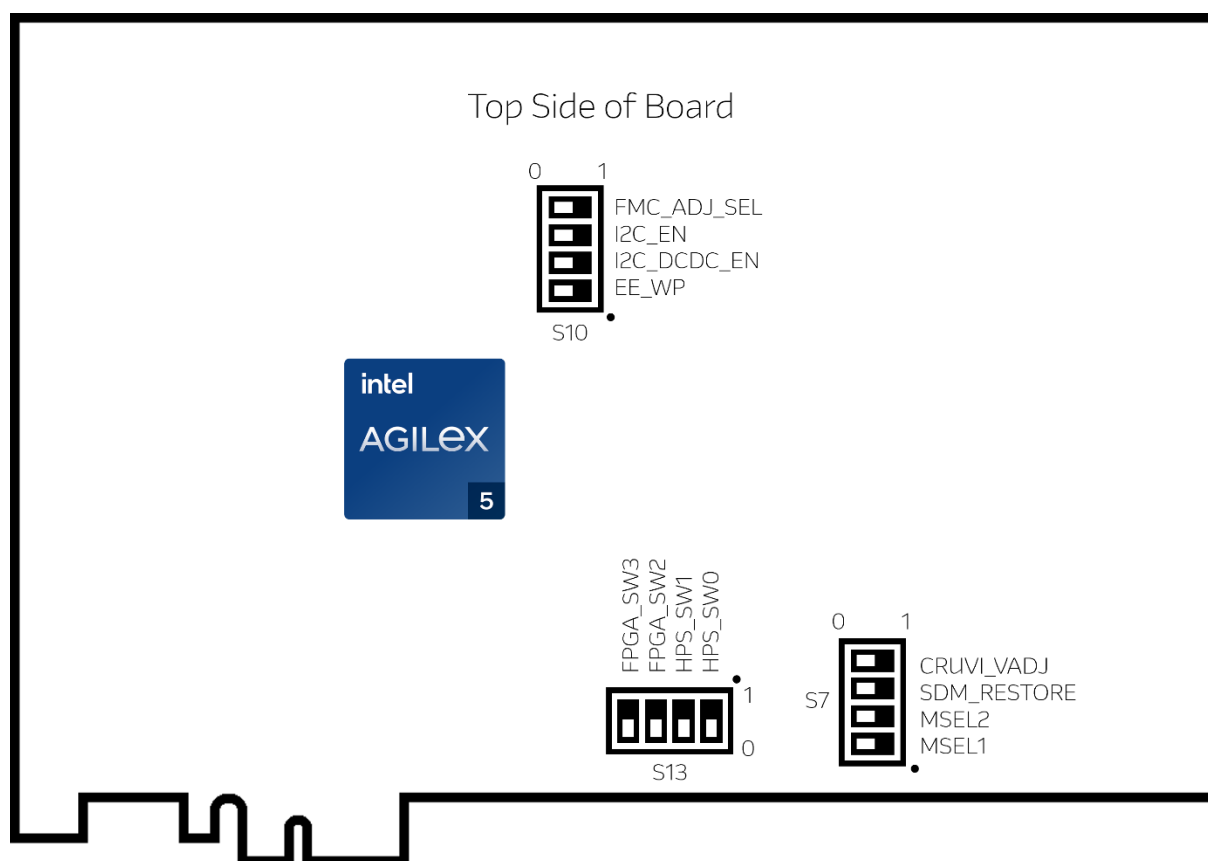 Top Side of Board
0 1
FMC_ADJ_SEL
I2C_EN
I2C_DCDC_EN
EE_WP
S10
intel
AGILEX
5
FPGA_SW3
FPGA_SW2
HPS_SW1
HPS_SW0
1
0
S13
0 1
S7
CRUVI_VADJ
SDM_RESTORE
MSEL2
MSEL1